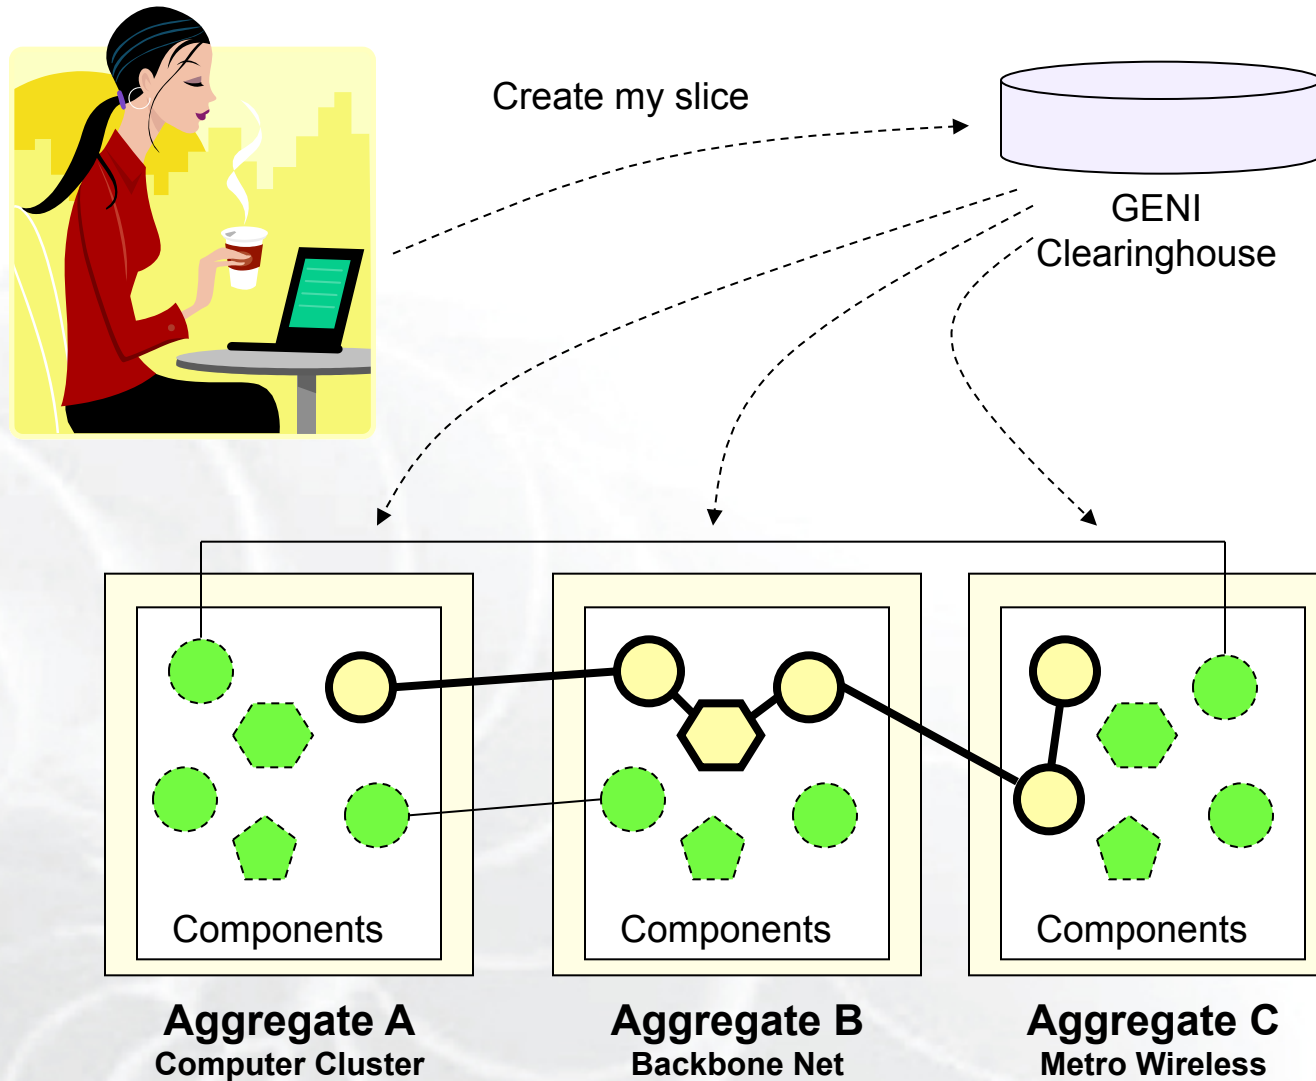 Create my slice
GENI
Clearinghouse
Components
Components
Components
Aggregate A
Computer Cluster
Aggregate B
Backbone Net
Aggregate C
Metro Wireless